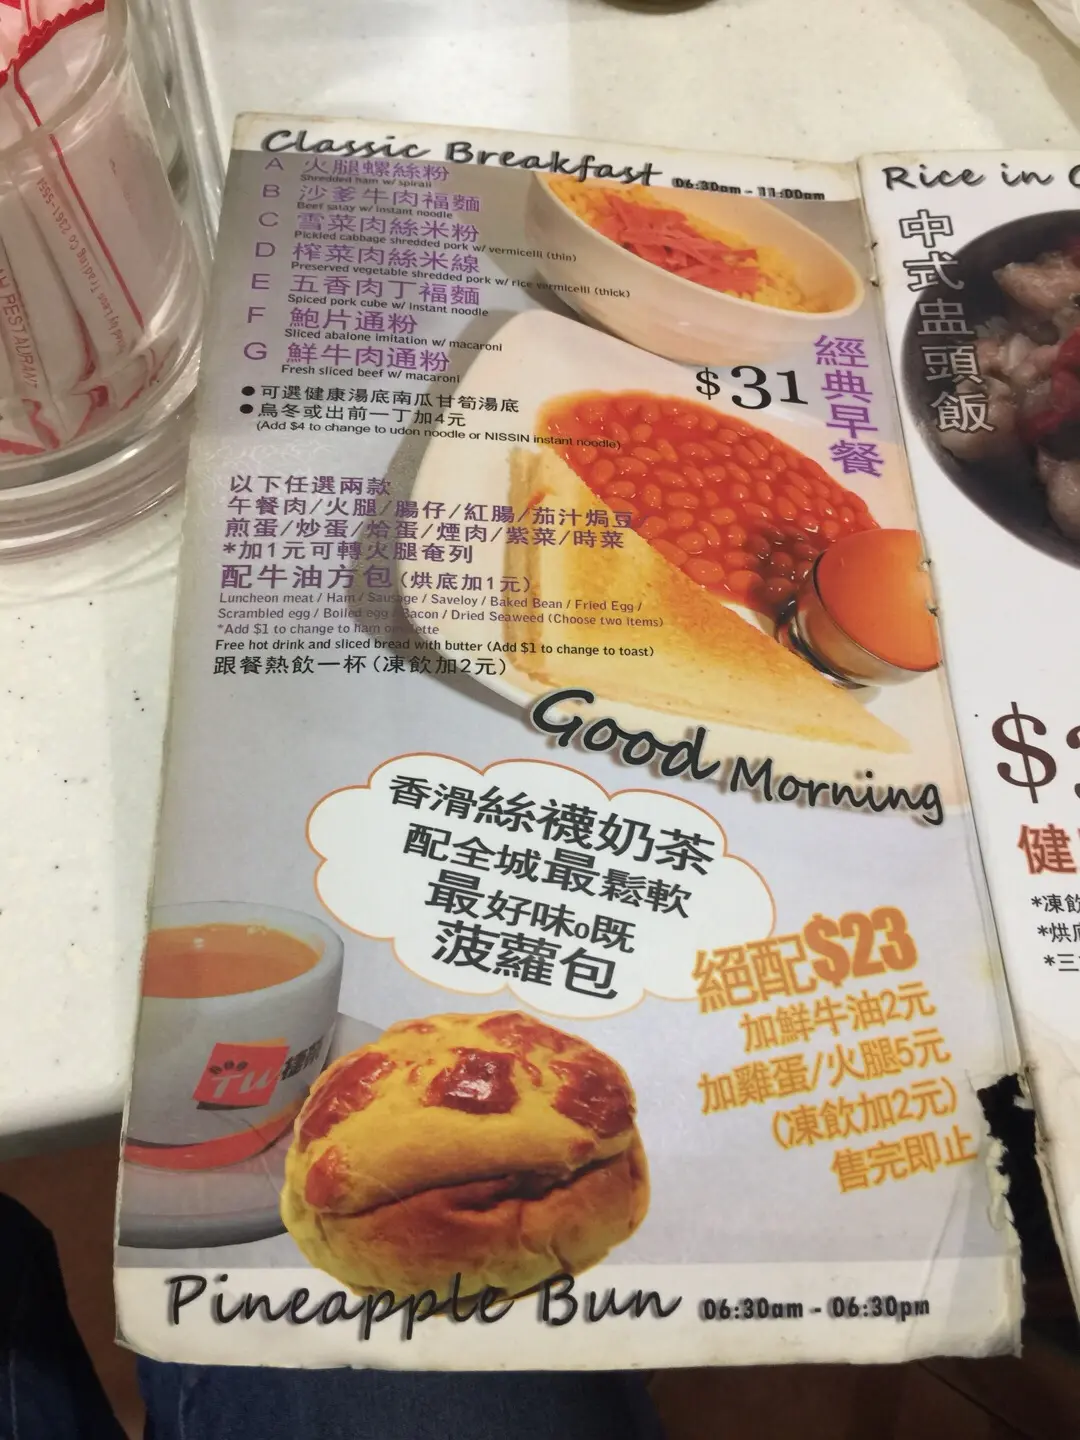 Classic Breakfast 06:30am - 11:00am
A 火腿螺絲粉
Shredded ham w/ spirali
B 沙爹牛肉福麵
Beef satay w/ instant noodle
C 雪菜肉絲米粉
Pickled cabbage shredded pork w/ vermicelli (thin)
D 榨菜肉絲米線
Preserved vegetable shredded pork w/ rice vermicelli (thick)
E 五香肉丁福麵
Spiced pork cube w/ instant noodle
F 鮑片通粉
Sliced abalone imitation w/ macaroni
G 鮮牛肉通粉
Fresh sliced beef w/ macaroni
$31
經典早餐
●可選健康湯底南瓜甘筍湯底
●烏冬或出前一丁加4元
(Add $4 to change to udon noodle or NISSIN instant noodle)
以下任選兩款
午餐肉/火腿/腸仔/紅腸/茄汁焗豆
煎蛋/炒蛋/烚蛋/煙肉/紫菜/時菜
*加1元可轉火腿奄列
配牛油方包(烘底加1元)
Luncheon meat / Ham / Sausage / Saveloy / Baked Bean / Fried Egg /
Scrambled egg / Boiled egg / Bacon / Dried Seaweed (Choose two items)
*Add $1 to change to ham omelette
Free hot drink and sliced bread with butter (Add $1 to change to toast)
跟餐熱飲一杯(凍飲加2元)
Good Morning
香滑絲襪奶茶
配全城最鬆軟
最好味o既
菠蘿包
絕配$23
加鮮牛油2元
加雞蛋/火腿5元
(凍飲加2元)
售完即止
Pineapple Bun 06:30am - 06:30pm
Rice in
中式盅頭飯
健
*凍飲
*烘
*三